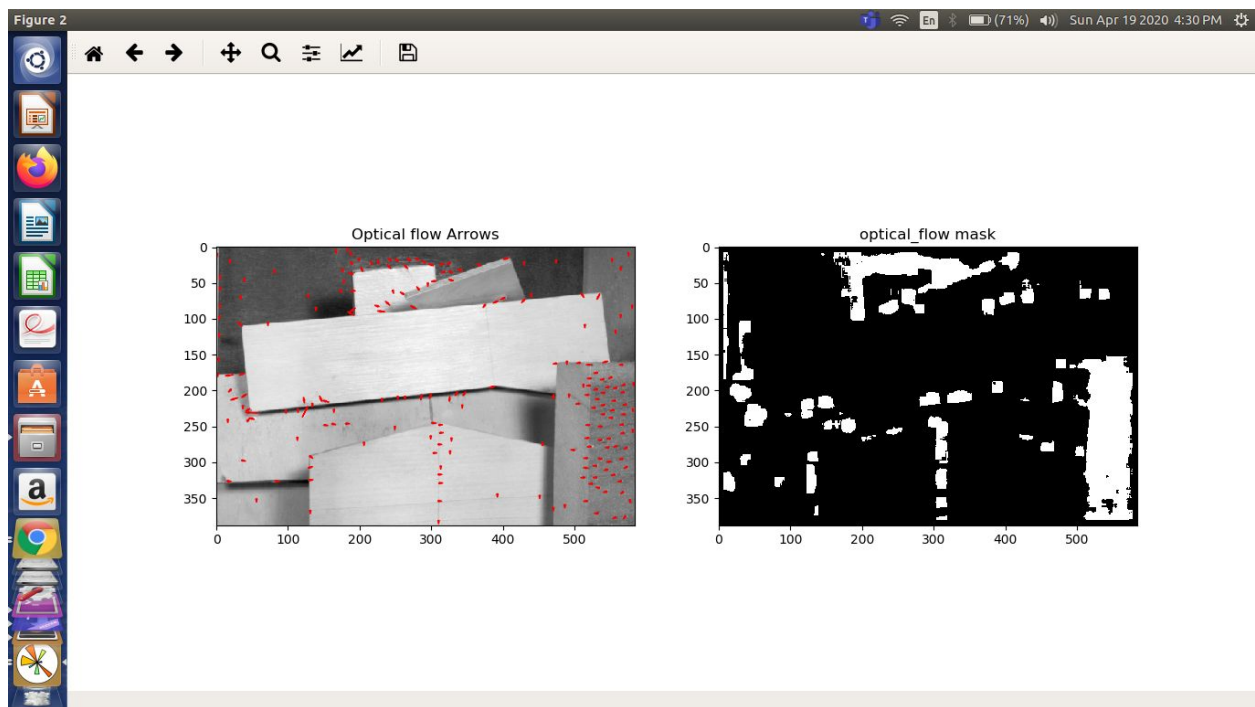 Figure 2
En
(71%)
Sun Apr 19 2020 4:30 PM
Optical flow Arrows
0
50
100
150
200
250
300
350
0 100 200 300 400 500
optical_flow mask
0
50
100
150
200
250
300
350
0 100 200 300 400 500
A
a